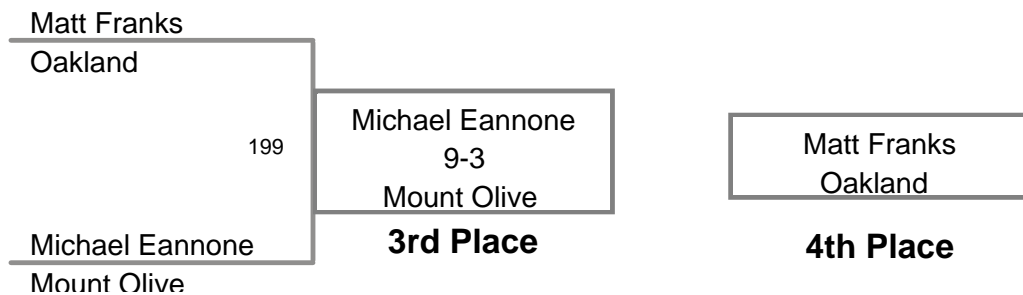 Matt Franks
Oakland
199
Michael Eannone
9-3
Mount Olive
3rd Place
Michael Eannone
Mount Olive
Matt Franks
Oakland
4th Place